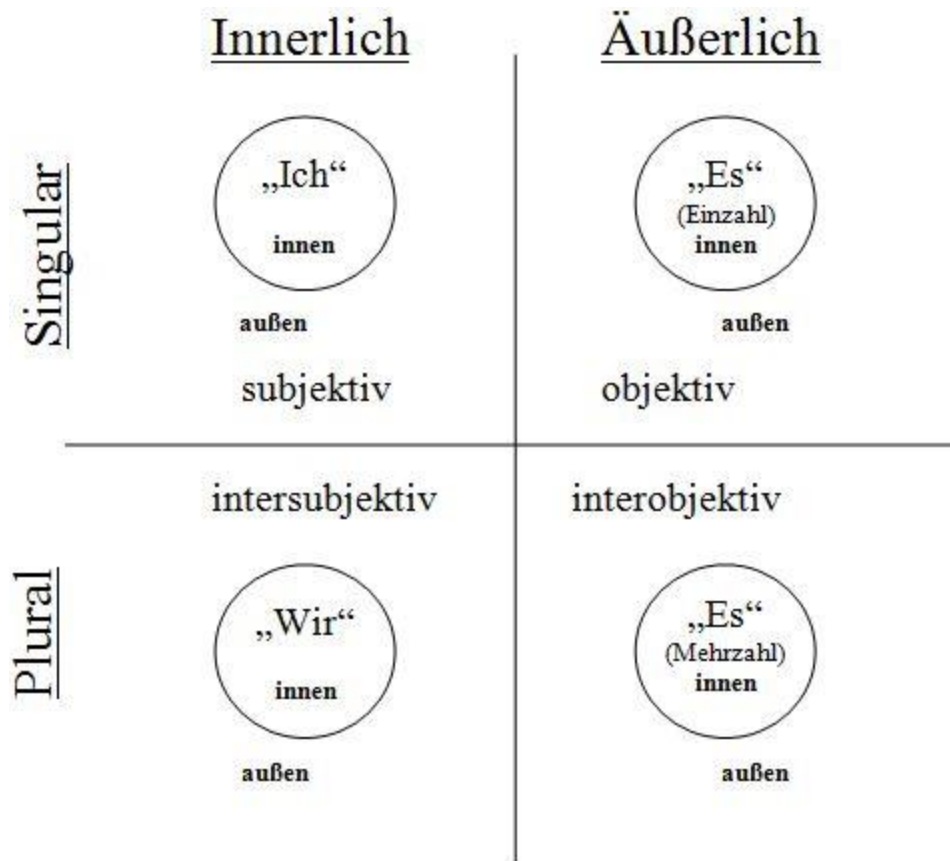 Innerlich
Äußerlich
Singular
„Ich“
innen
außen
subjektiv
„Es“
(Einzahl)
innen
außen
objektiv
Plural
intersubjektiv
„Wir“
innen
außen
interobjektiv
„Es“
(Mehrzahl)
innen
außen